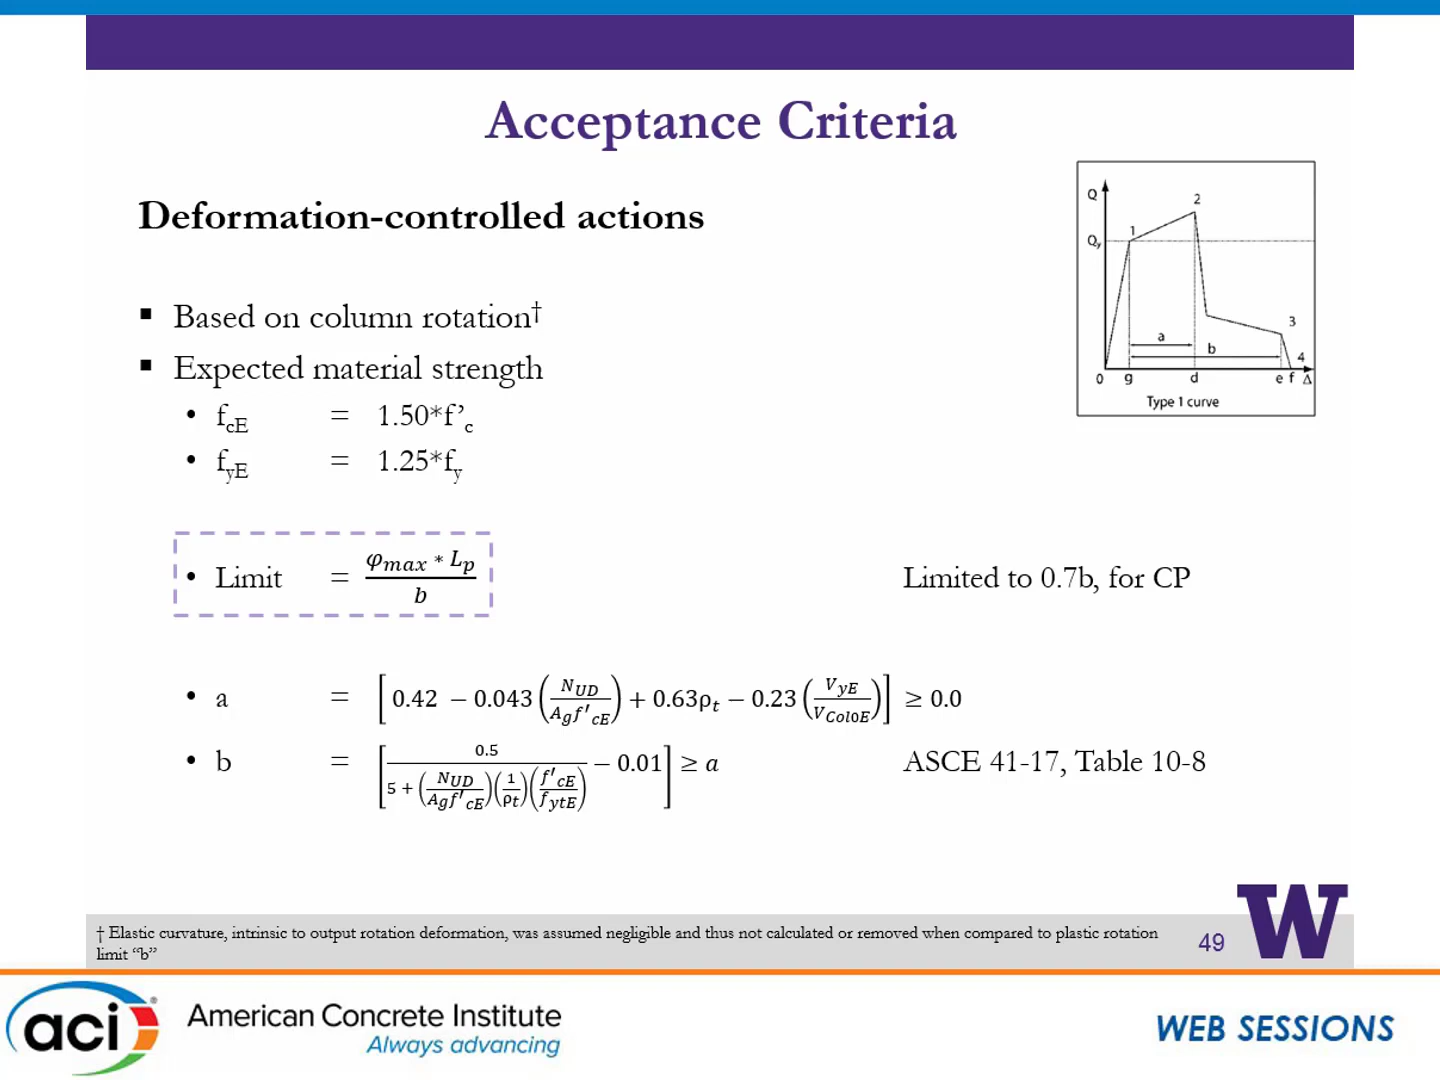 Acceptance Criteria
Deformation-controlled actions
▪ Based on column rotation†
▪ Expected material strength
• fcE = 1.50*f’c
• fyE = 1.25*fy
• Limit = φmax * Lp / b Limited to 0.7b, for CP
• a = [0.42 − 0.043 (NUD / Agf′cE) + 0.63ρt − 0.23 (VyE / VCol0E)] ≥ 0.0
• b = [0.5 / (5 + (NUD / Agf′cE)(1 / ρt)(f′cE / fytE)) − 0.01] ≥ a ASCE 41-17, Table 10-8
Q
2
1
Qy
3
a
b
4
0 g d e f Δ
Type 1 curve
† Elastic curvature, intrinsic to output rotation deformation, was assumed negligible and thus not calculated or removed when compared to plastic rotation
limit “b”
49
W
aci®
American Concrete Institute
Always advancing
WEB SESSIONS